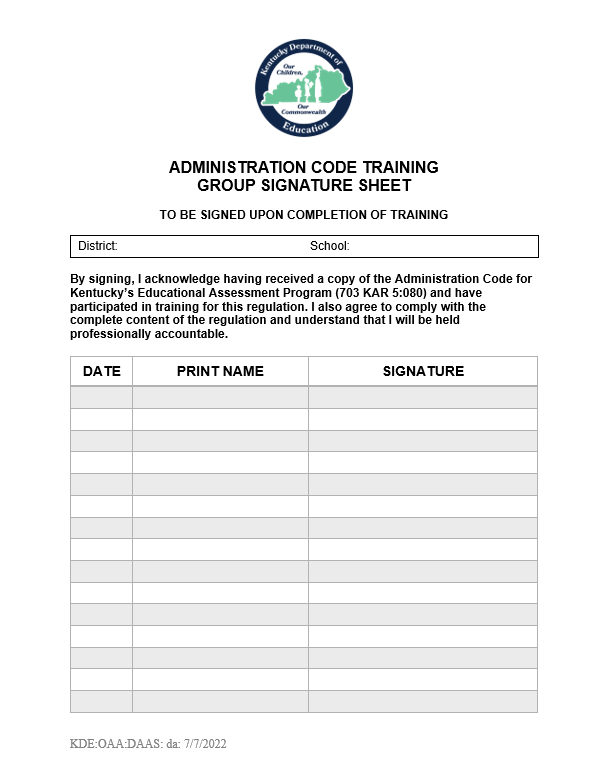 Kentucky Department of
Our
Children,
Our
Commonwealth
Education
ADMINISTRATION CODE TRAINING
GROUP SIGNATURE SHEET
TO BE SIGNED UPON COMPLETION OF TRAINING
District: School:
By signing, I acknowledge having received a copy of the Administration Code for
Kentucky's Educational Assessment Program (703 KAR 5:080) and have
participated in training for this regulation. I also agree to comply with the
complete content of the regulation and understand that I will be held
professionally accountable.
DATE PRINT NAME SIGNATURE
KDE:OAA:DAAS: da: 7/7/2022